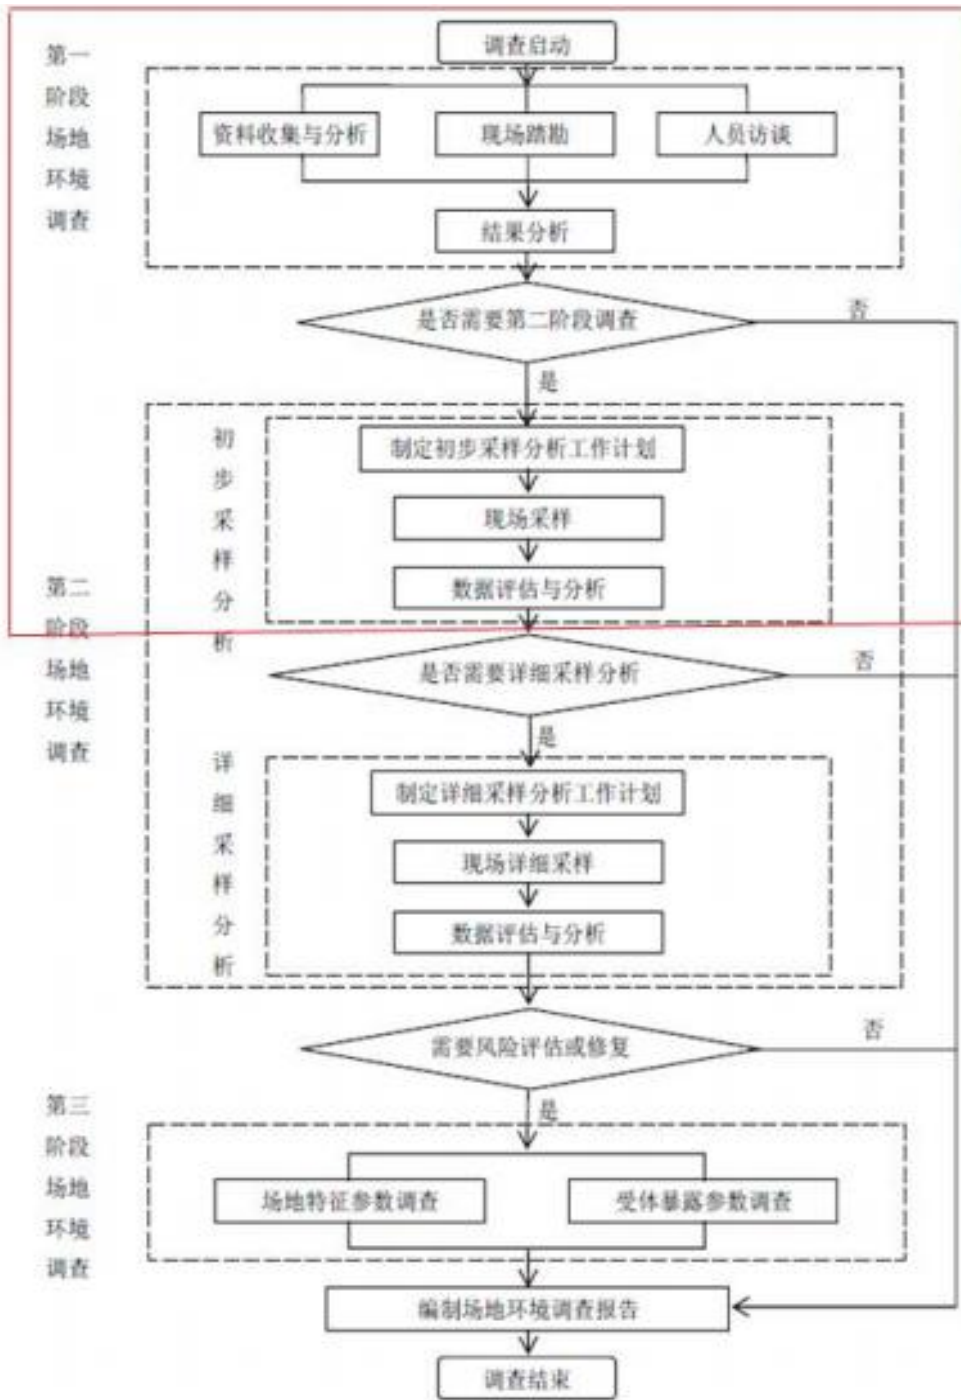 调查启动
第一阶段场地环境调查
资料收集与分析
现场踏勘
人员访谈
结果分析
是否需要第二阶段调查
否
是
第二阶段场地环境调查
初步采样分析
制定初步采样分析工作计划
现场采样
数据评估与分析
是否需要详细采样分析
否
是
详细采样分析
制定详细采样分析工作计划
现场详细采样
数据评估与分析
需要风险评估或修复
否
是
第三阶段场地环境调查
场地特征参数调查
受体暴露参数调查
编制场地环境调查报告
调查结束